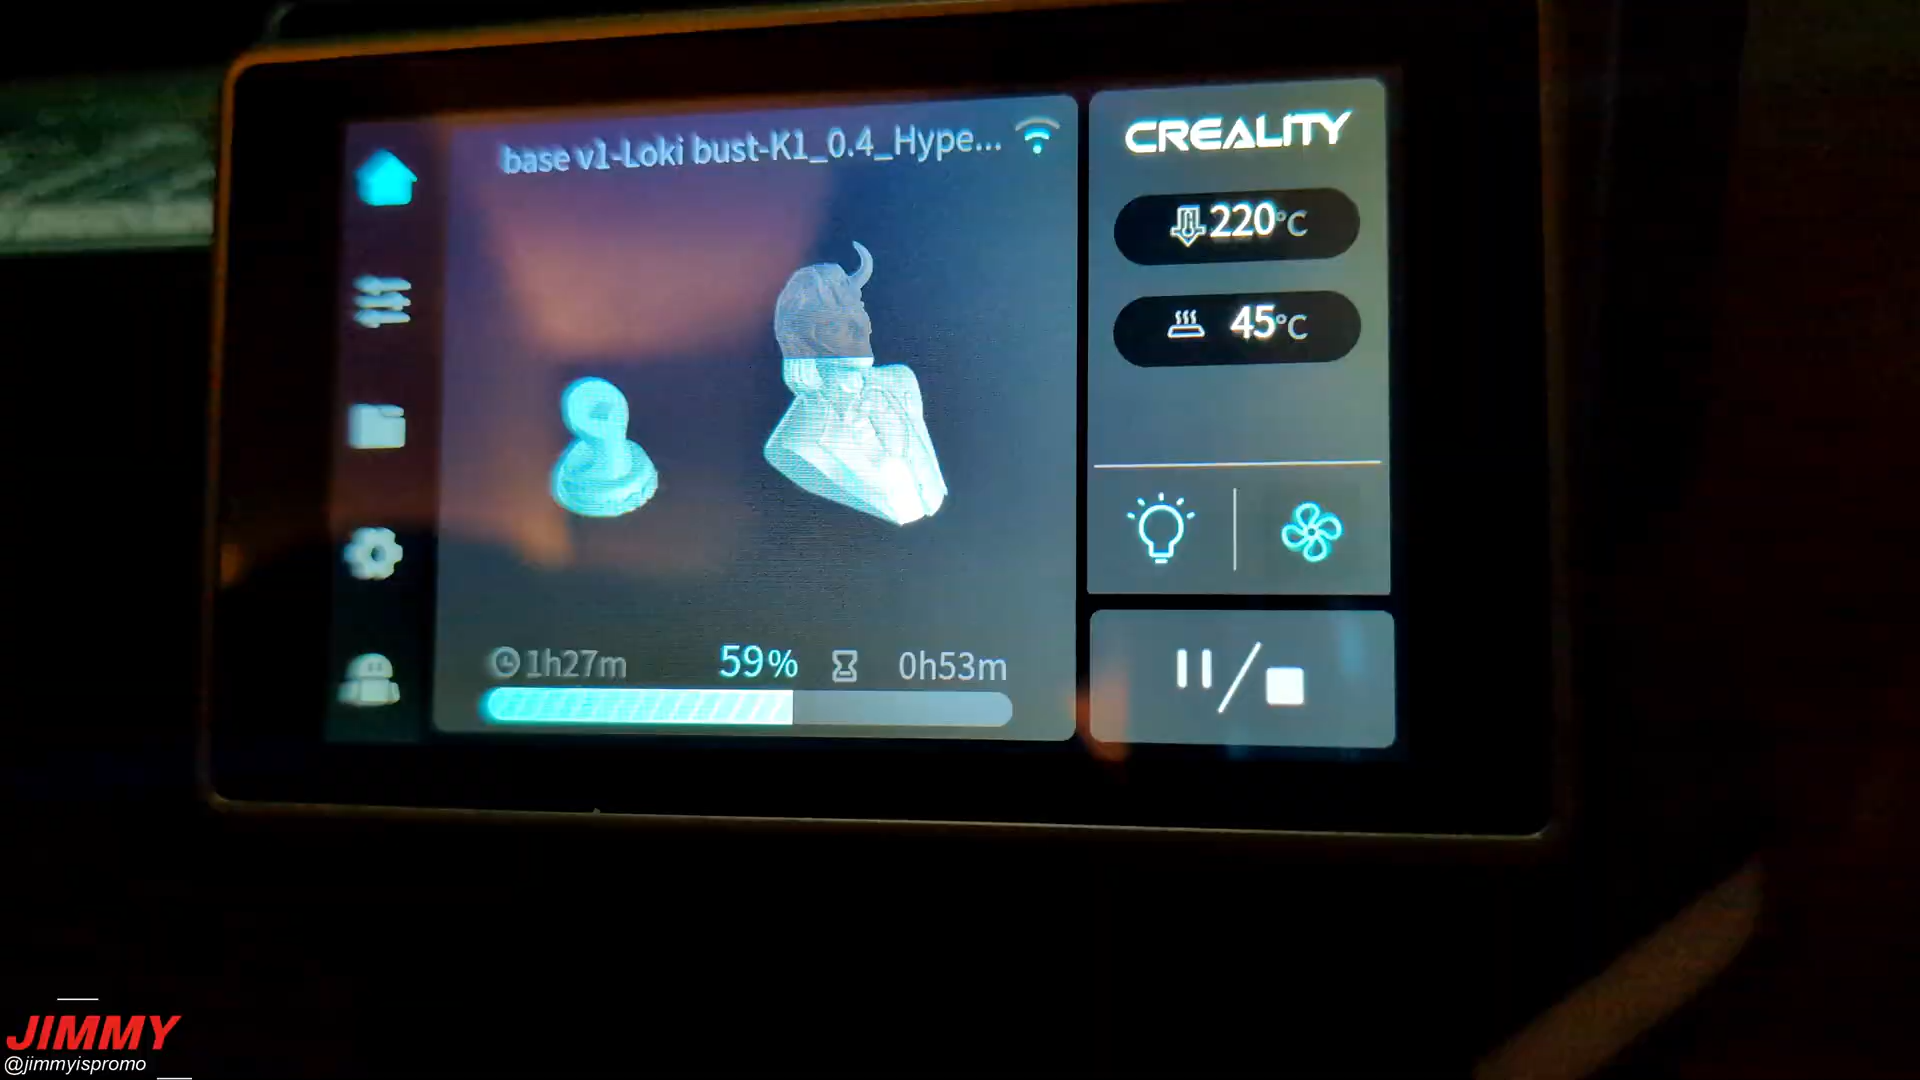 base v1-Loki bust-K1_0.4_Hype...
CREALITY
220°C
45°C
1h27m 59% 0h53m
JIMMY
@jimmyispromo